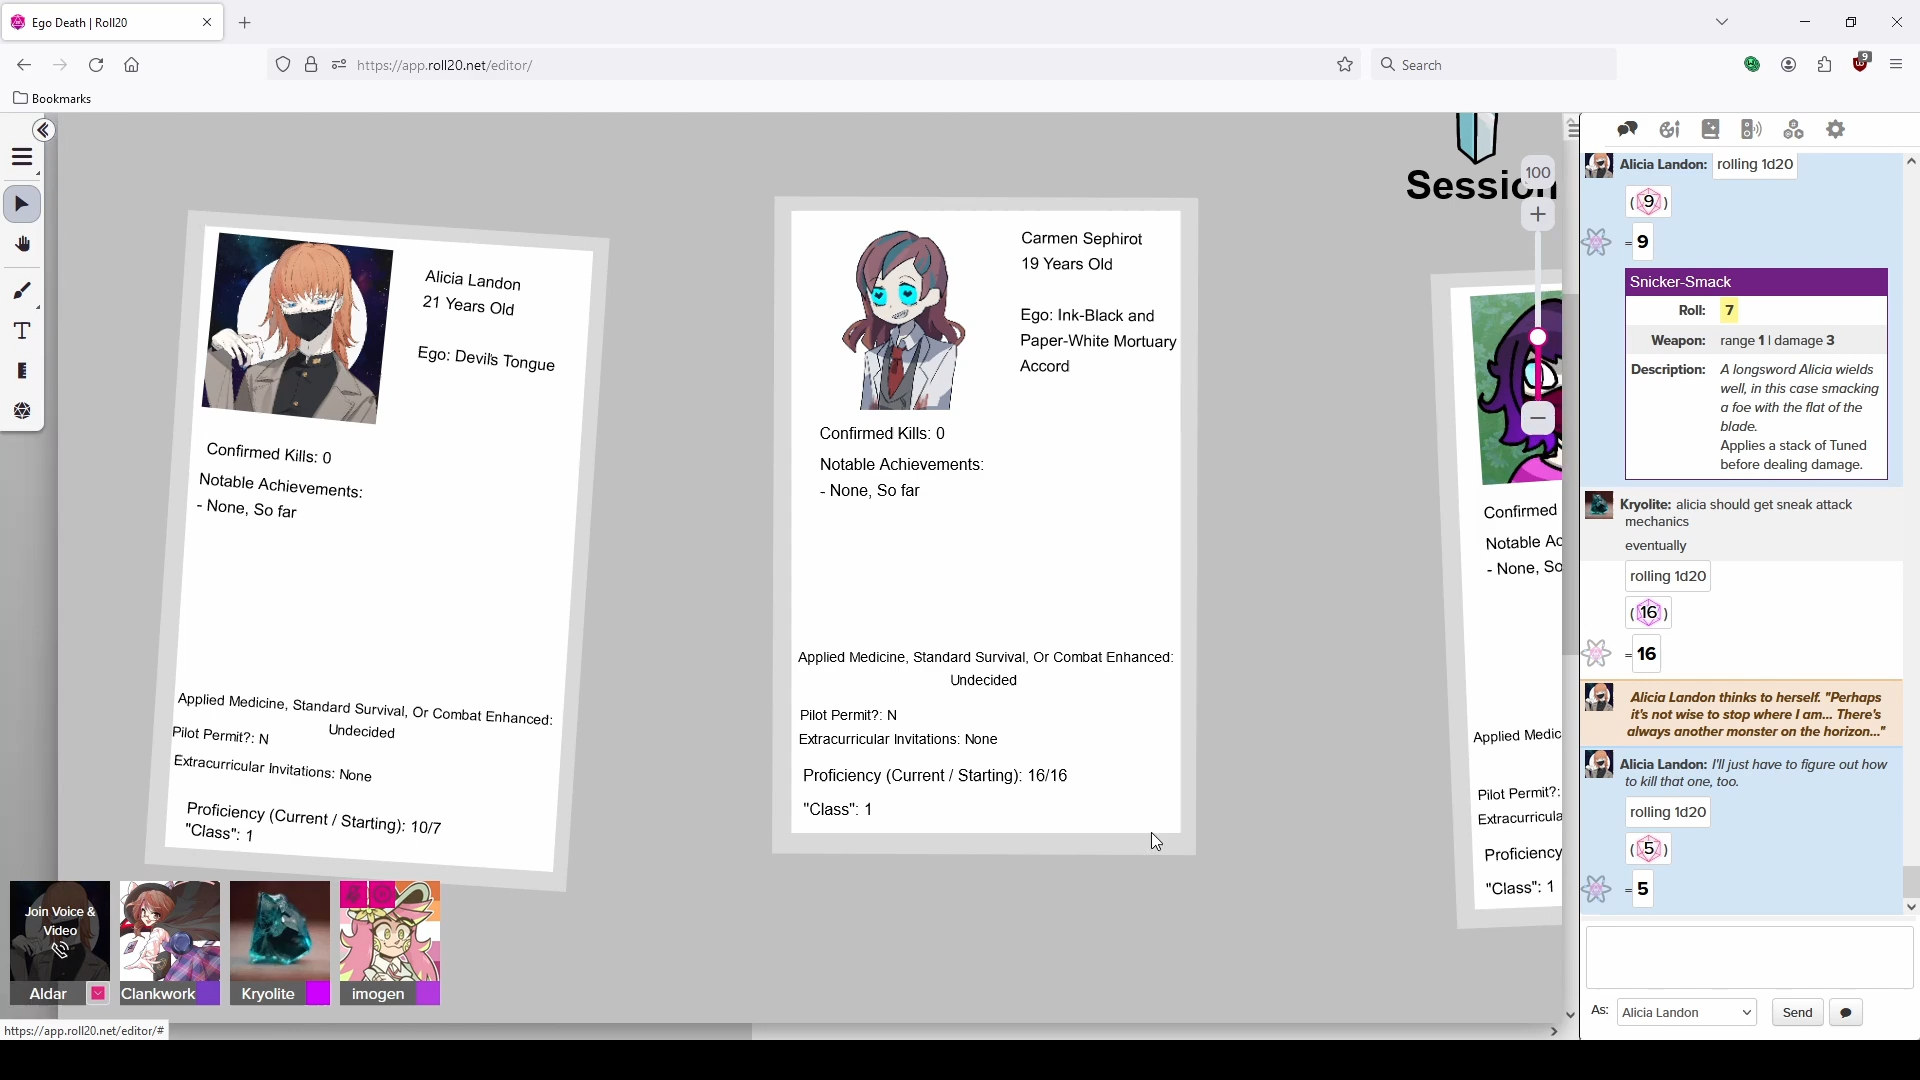 Ego Death | Roll20
https://app.roll20.net/editor/
Search
9
Bookmarks
Session
100
Alicia Landon
21 Years Old
Ego: Devils Tongue
Confirmed Kills: 0
Notable Achievements:
- None, So far
Applied Medicine, Standard Survival, Or Combat Enhanced:
Undecided
Pilot Permit?: N
Extracurricular Invitations: None
Proficiency (Current / Starting): 10/7
"Class": 1
Carmen Sephirot
19 Years Old
Ego: Ink-Black and
Paper-White Mortuary
Accord
Confirmed Kills: 0
Notable Achievements:
- None, So far
Applied Medicine, Standard Survival, Or Combat Enhanced:
Undecided
Pilot Permit?: N
Extracurricular Invitations: None
Proficiency (Current / Starting): 16/16
"Class": 1
Confirmed
Notable Ac
- None, So
Applied Medic
Pilot Permit?:
Extracurricula
Proficiency
"Class": 1
Join Voice &
Video
Aldar
Clankwork
Kryolite
imogen
https://app.roll20.net/editor/#
Alicia Landon: rolling 1d20
(9)
= 9
Snicker-Smack
Roll: 7
Weapon: range 1 | damage 3
Description: A longsword Alicia wields
well, in this case smacking
a foe with the flat of the
blade.
Applies a stack of Tuned
before dealing damage.
Kryolite: alicia should get sneak attack
mechanics
eventually
rolling 1d20
(16)
= 16
Alicia Landon thinks to herself. "Perhaps
it's not wise to stop where I am... There's
always another monster on the horizon..."
Alicia Landon: I'll just have to figure out how
to kill that one, too.
rolling 1d20
(5)
= 5
As: Alicia Landon
Send